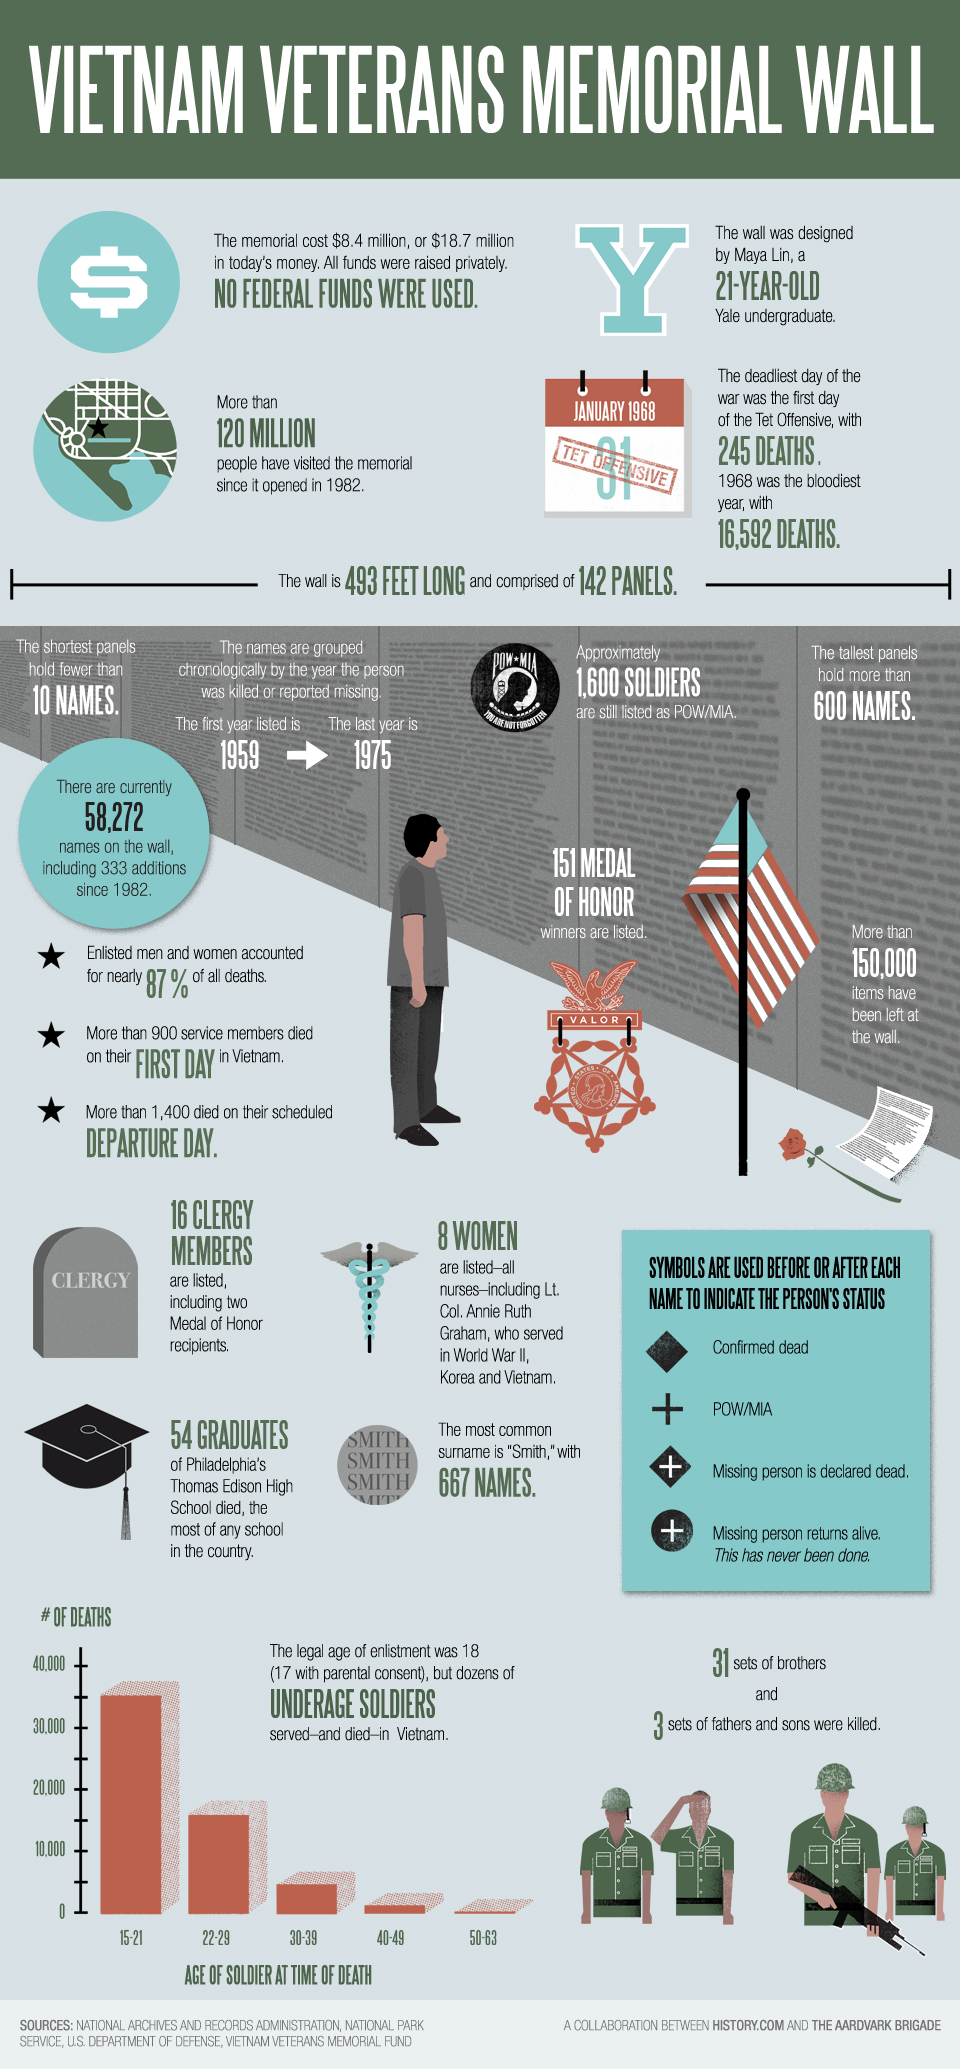 VIETNAM VETERANS MEMORIAL WALL
The memorial cost $8.4 million, or $18.7 million
in today's money. All funds were raised privately.
NO FEDERAL FUNDS WERE USED.
The wall was designed
by Maya Lin, a
21-YEAR-OLD
Yale undergraduate.
$
Y
More than
120 MILLION
people have visited the memorial
since it opened in 1982.
JANUARY 1968
31
TET OFFENSIVE
The deadliest day of the
war was the first day
of the Tet Offensive, with
245 DEATHS.
1968 was the bloodiest
year, with
16,592 DEATHS.
The wall is 493 FEET LONG and comprised of 142 PANELS.
The shortest panels
hold fewer than
10 NAMES.
The names are grouped
chronologically by the year the person
was killed or reported missing.
The first year listed is
1959
The last year is
1975
POW★MIA
YOU ARE NOT FORGOTTEN
Approximately
1,600 SOLDIERS
are still listed as POW/MIA.
The tallest panels
hold more than
600 NAMES.
There are currently
58,272
names on the wall,
including 333 additions
since 1982.
151 MEDAL
OF HONOR
winners are listed.
VALOR
UNITED STATES OF AMERICA
More than
150,000
items have
been left at
the wall.
Enlisted men and women accounted
for nearly 87% of all deaths.
More than 900 service members died
on their FIRST DAY in Vietnam.
More than 1,400 died on their scheduled
DEPARTURE DAY.
CLERGY
16 CLERGY
MEMBERS
are listed,
including two
Medal of Honor
recipients.
8 WOMEN
are listed–all
nurses–including Lt.
Col. Annie Ruth
Graham, who served
in World War II,
Korea and Vietnam.
SYMBOLS ARE USED BEFORE OR AFTER EACH
NAME TO INDICATE THE PERSON'S STATUS
Confirmed dead
POW/MIA
Missing person is declared dead.
Missing person returns alive.
This has never been done.
54 GRADUATES
of Philadelphia's
Thomas Edison High
School died, the
most of any school
in the country.
SMITH
SMITH
SMITH
SMITH
The most common
surname is "Smith," with
667 NAMES.
# OF DEATHS
40,000
30,000
20,000
10,000
0
15-21 22-29 30-39 40-49 50-63
AGE OF SOLDIER AT TIME OF DEATH
The legal age of enlistment was 18
(17 with parental consent), but dozens of
UNDERAGE SOLDIERS
served–and died–in Vietnam.
31 sets of brothers
and
3 sets of fathers and sons were killed.
SOURCES: NATIONAL ARCHIVES AND RECORDS ADMINISTRATION, NATIONAL PARK
SERVICE, U.S. DEPARTMENT OF DEFENSE, VIETNAM VETERANS MEMORIAL FUND
A COLLABORATION BETWEEN HISTORY.COM AND THE AARDVARK BRIGADE